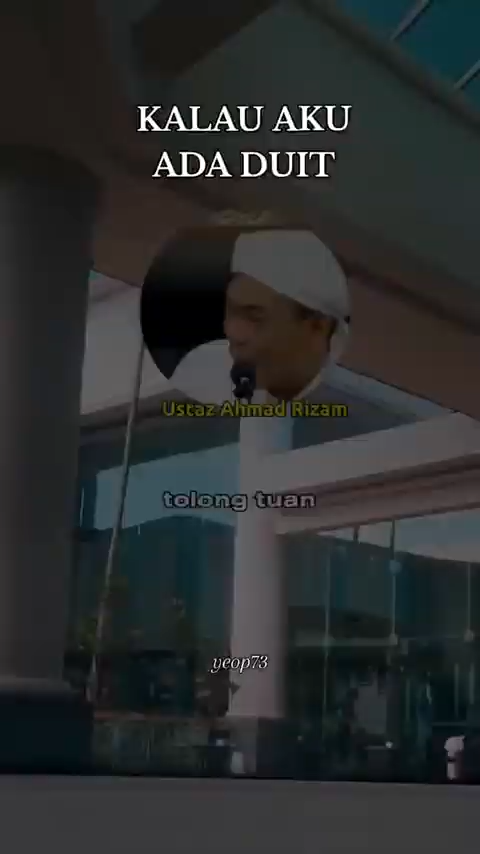 KALAU AKU
ADA DUIT
Ustaz Ahmad Rizam
tolong tuan
yeop73